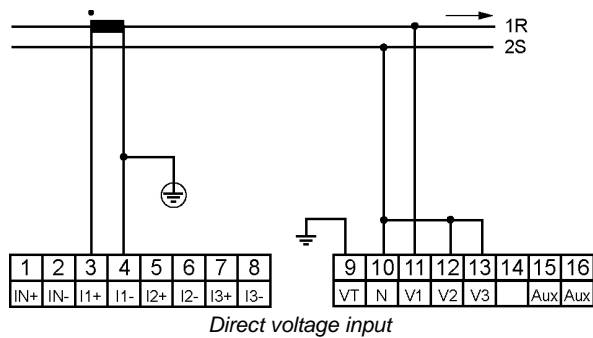 1R
2S
1 2 3 4 5 6 7 8
IN+ IN- I1+ I1- I2+ I2- I3+ I3-
9 10 11 12 13 14 15 16
VT N V1 V2 V3 Aux Aux
Direct voltage input